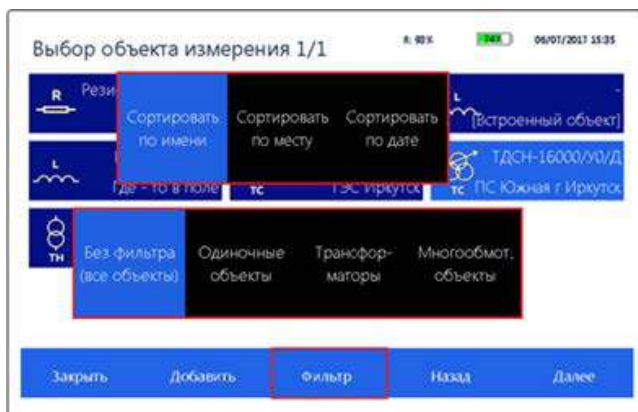 Выбор объекта измерения 1/1
74%
06/07/2017 15:35
R
Рези
L
[Встроенный объект]
Сортировать
по имени
Сортировать
по месту
Сортировать
по дате
L
Где - то в поле
ТС
ТЭС Иркутск
ТС
ТДСН-16000/У0/Д
ПС Южная г Иркутск
ТН
Без фильтра
(все объекты)
Одиночные
объекты
Трансфор-
маторы
Многообмот.
объекты
Закрыть
Добавить
Фильтр
Назад
Далее